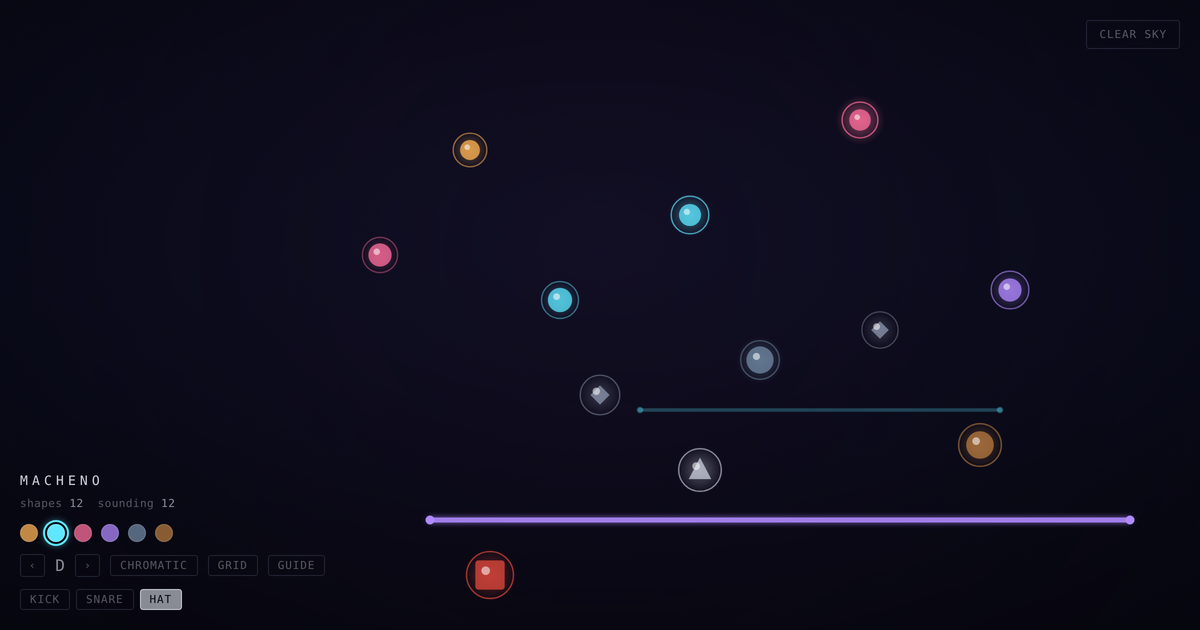 CLEAR SKY
MACHENO
shapes 12 sounding 12
‹ D › CHROMATIC GRID GUIDE
KICK SNARE HAT